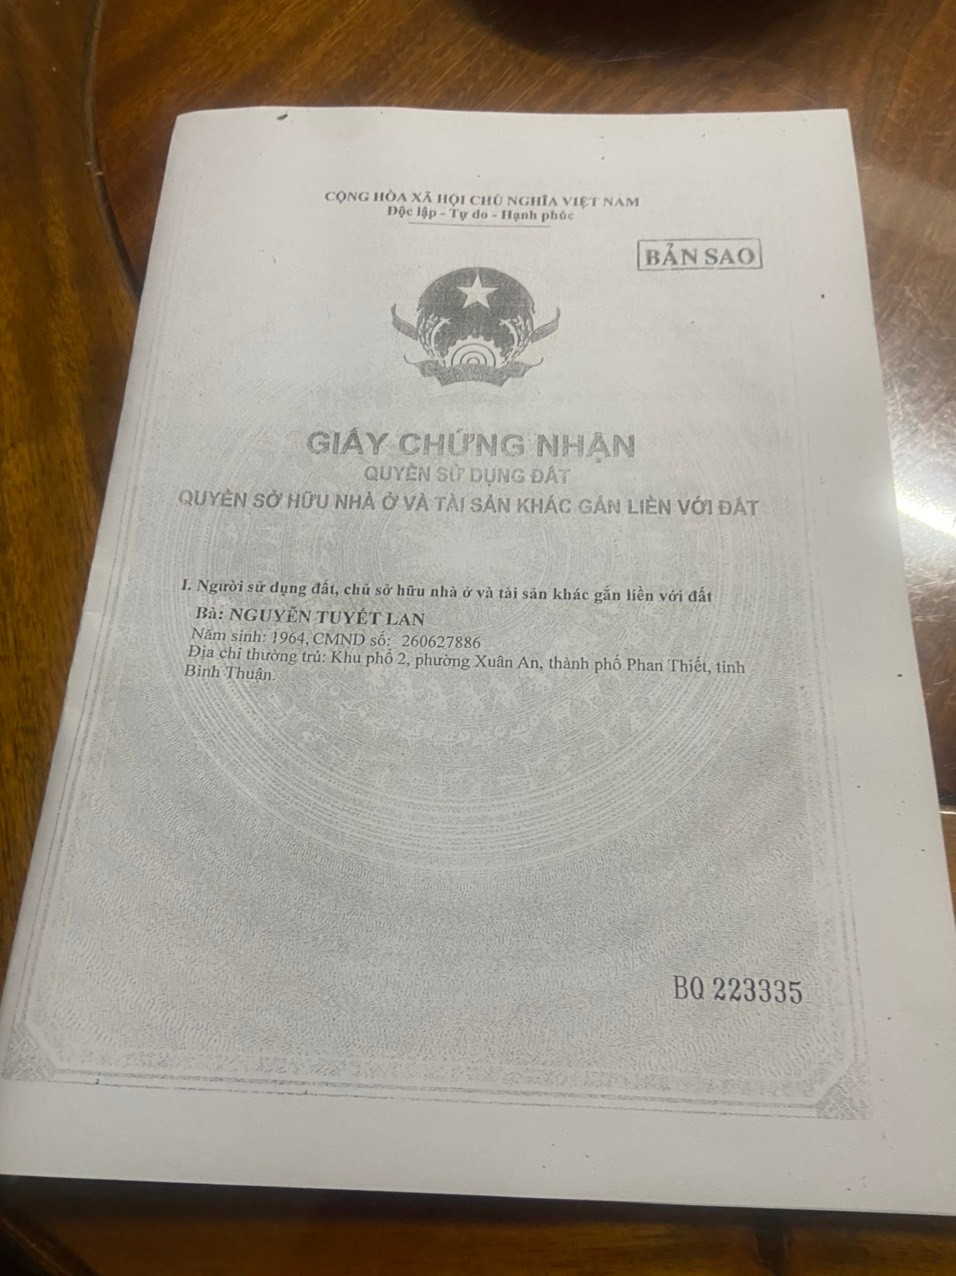 CỘNG HÒA XÃ HỘI CHỦ NGHĨA VIỆT NAM
Độc lập - Tự do - Hạnh phúc
BẢN SAO
GIẤY CHỨNG NHẬN
QUYỀN SỬ DỤNG ĐẤT
QUYỀN SỞ HỮU NHÀ Ở VÀ TÀI SẢN KHÁC GẮN LIỀN VỚI ĐẤT
I. Người sử dụng đất, chủ sở hữu nhà ở và tài sản khác gắn liền với đất
Bà: NGUYỄN TUYẾT LAN
Năm sinh: 1964, CMND số: 260627886
Địa chỉ thường trú: Khu phố 2, phường Xuân An, thành phố Phan Thiết, tỉnh
Bình Thuận.
BQ 223335